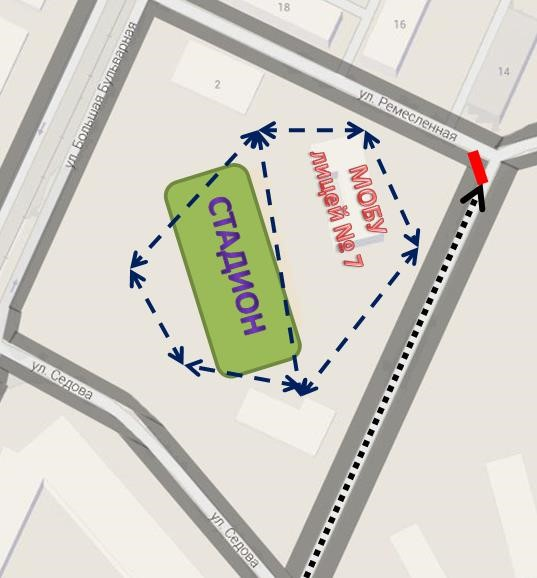 18
16
14
2
ул. Большая Бульварная
ул. Ремесленная
МОБУ
лицей № 7
СТАДИОН
ул. Седова
ул. Седова